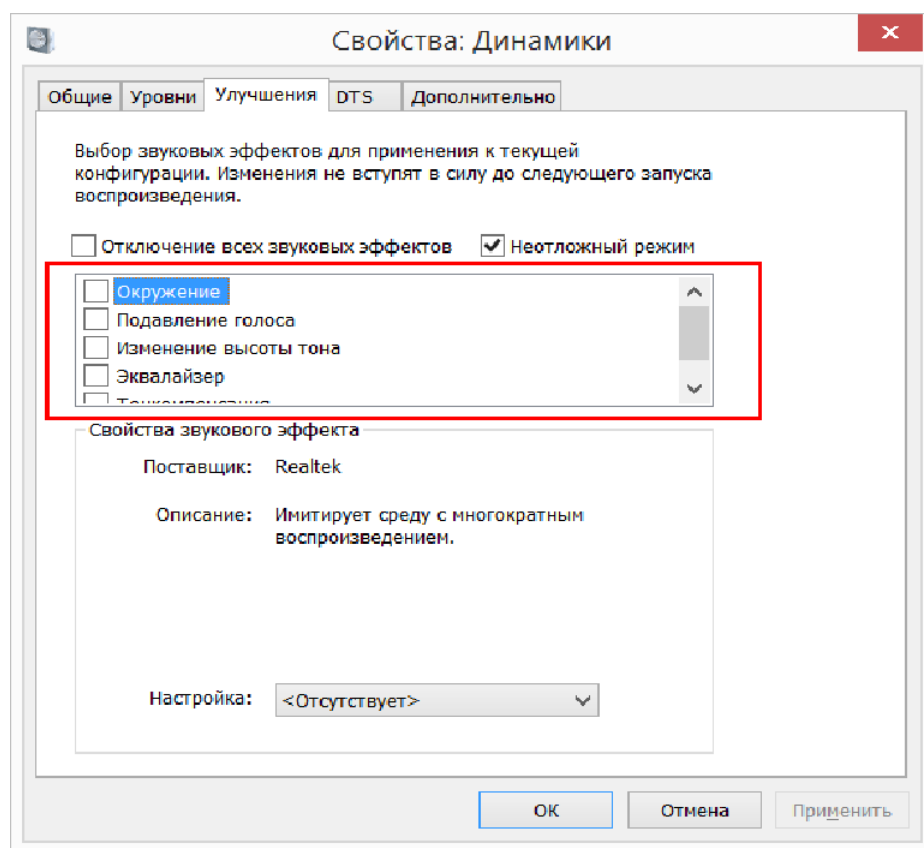 Свойства: Динамики
Общие Уровни Улучшения DTS Дополнительно
Выбор звуковых эффектов для применения к текущей
конфигурации. Изменения не вступят в силу до следующего запуска
воспроизведения.
Отключение всех звуковых эффектов Неотложный режим
Окружение
Подавление голоса
Изменение высоты тона
Эквалайзер
Тонкомпенсация
Свойства звукового эффекта
Поставщик: Realtek
Описание: Имитирует среду с многократным
воспроизведением.
Настройка: <Отсутствует>
ОК Отмена Применить